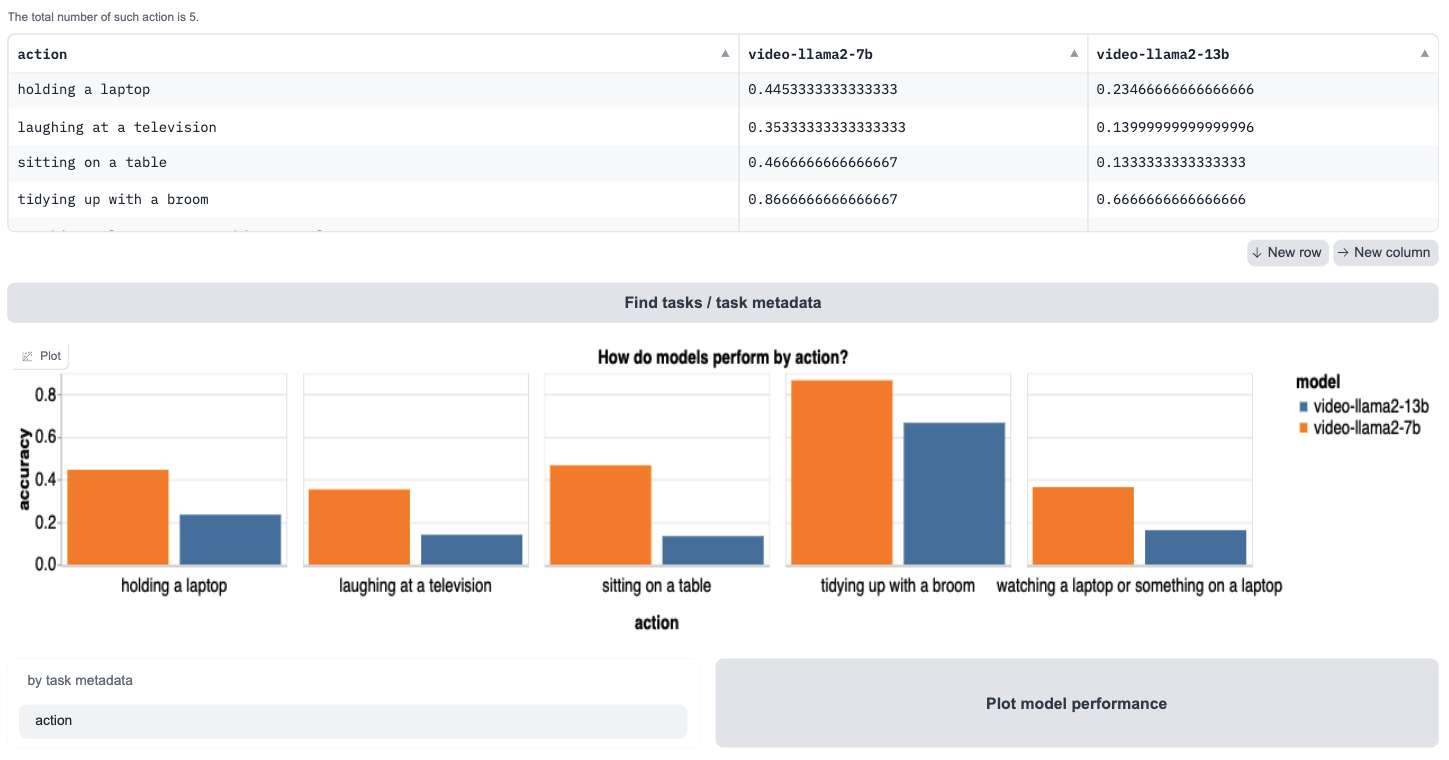 The total number of such action is 5.
action video-llama2-7b video-llama2-13b
holding a laptop 0.4453333333333333 0.23466666666666666
laughing at a television 0.35333333333333333 0.13999999999999996
sitting on a table 0.4666666666666667 0.1333333333333333
tidying up with a broom 0.8666666666666667 0.6666666666666666
New row New column
Find tasks / task metadata
Plot
How do models perform by action?
accuracy
0.8
0.6
0.4
0.2
0.0
holding a laptop laughing at a television sitting on a table tidying up with a broom watching a laptop or something on a laptop
action
model
video-llama2-13b
video-llama2-7b
by task metadata
action
Plot model performance